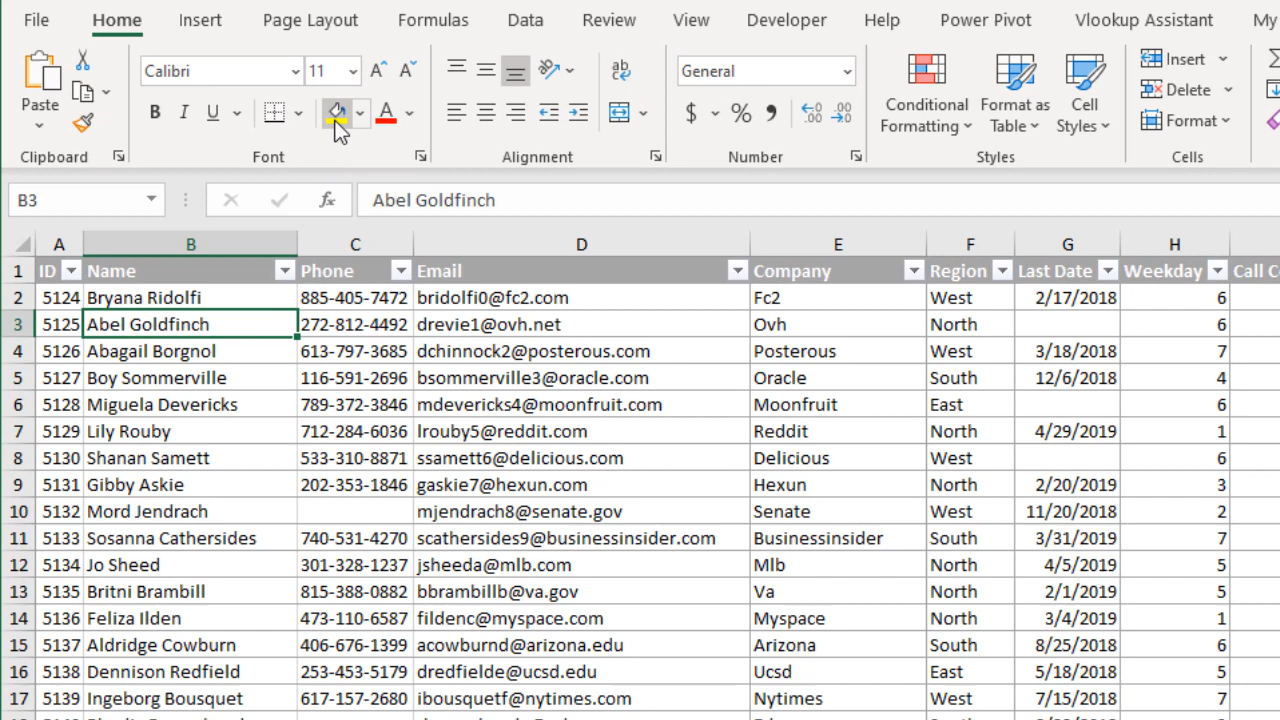 File Home Insert Page Layout Formulas Data Review View Developer Help Power Pivot Vlookup Assistant My
Paste
Calibri 11 A A
B I U A
ab
c
General
$ % 9 .00 .00
Conditional Formatting
Format as Table
Cell Styles
Insert
Delete
Format
Clipboard Font Alignment Number Styles Cells
B3 fx Abel Goldfinch
A B C D E F G H
1 ID Name Phone Email Company Region Last Date Weekday Call C
2 5124 Bryana Ridolfi 885-405-7472 bridolfi0@fc2.com Fc2 West 2/17/2018 6
3 5125 Abel Goldfinch 272-812-4492 drevie1@ovh.net Ovh North 6
4 5126 Abagail Borgnol 613-797-3685 dchinnock2@posterous.com Posterous West 3/18/2018 7
5 5127 Boy Sommerville 116-591-2696 bsommerville3@oracle.com Oracle South 12/6/2018 4
6 5128 Miguela Devericks 789-372-3846 mdevericks4@moonfruit.com Moonfruit East 6
7 5129 Lily Rouby 712-284-6036 lrouby5@reddit.com Reddit North 4/29/2019 1
8 5130 Shanan Samett 533-310-8871 ssamett6@delicious.com Delicious West 6
9 5131 Gibby Askie 202-353-1846 gaskie7@hexun.com Hexun North 2/20/2019 3
10 5132 Mord Jendrach mjendrach8@senate.gov Senate West 11/20/2018 2
11 5133 Sosanna Cathersides 740-531-4270 scathersides9@businessinsider.com Businessinsider South 3/31/2019 7
12 5134 Jo Sheed 301-328-1237 jsheeda@mlb.com Mlb North 4/5/2019 5
13 5135 Britni Brambill 815-388-0882 bbrambillb@va.gov Va North 2/1/2019 5
14 5136 Feliza Ilden 473-110-6587 fildenc@myspace.com Myspace North 3/4/2019 1
15 5137 Aldridge Cowburn 406-676-1399 acowburnd@arizona.edu Arizona South 8/25/2018 6
16 5138 Dennison Redfield 253-453-5179 dredfielde@ucsd.edu Ucsd East 5/18/2018 5
17 5139 Ingeborg Bousquet 617-157-2680 ibousquetf@nytimes.com Nytimes West 7/15/2018 7